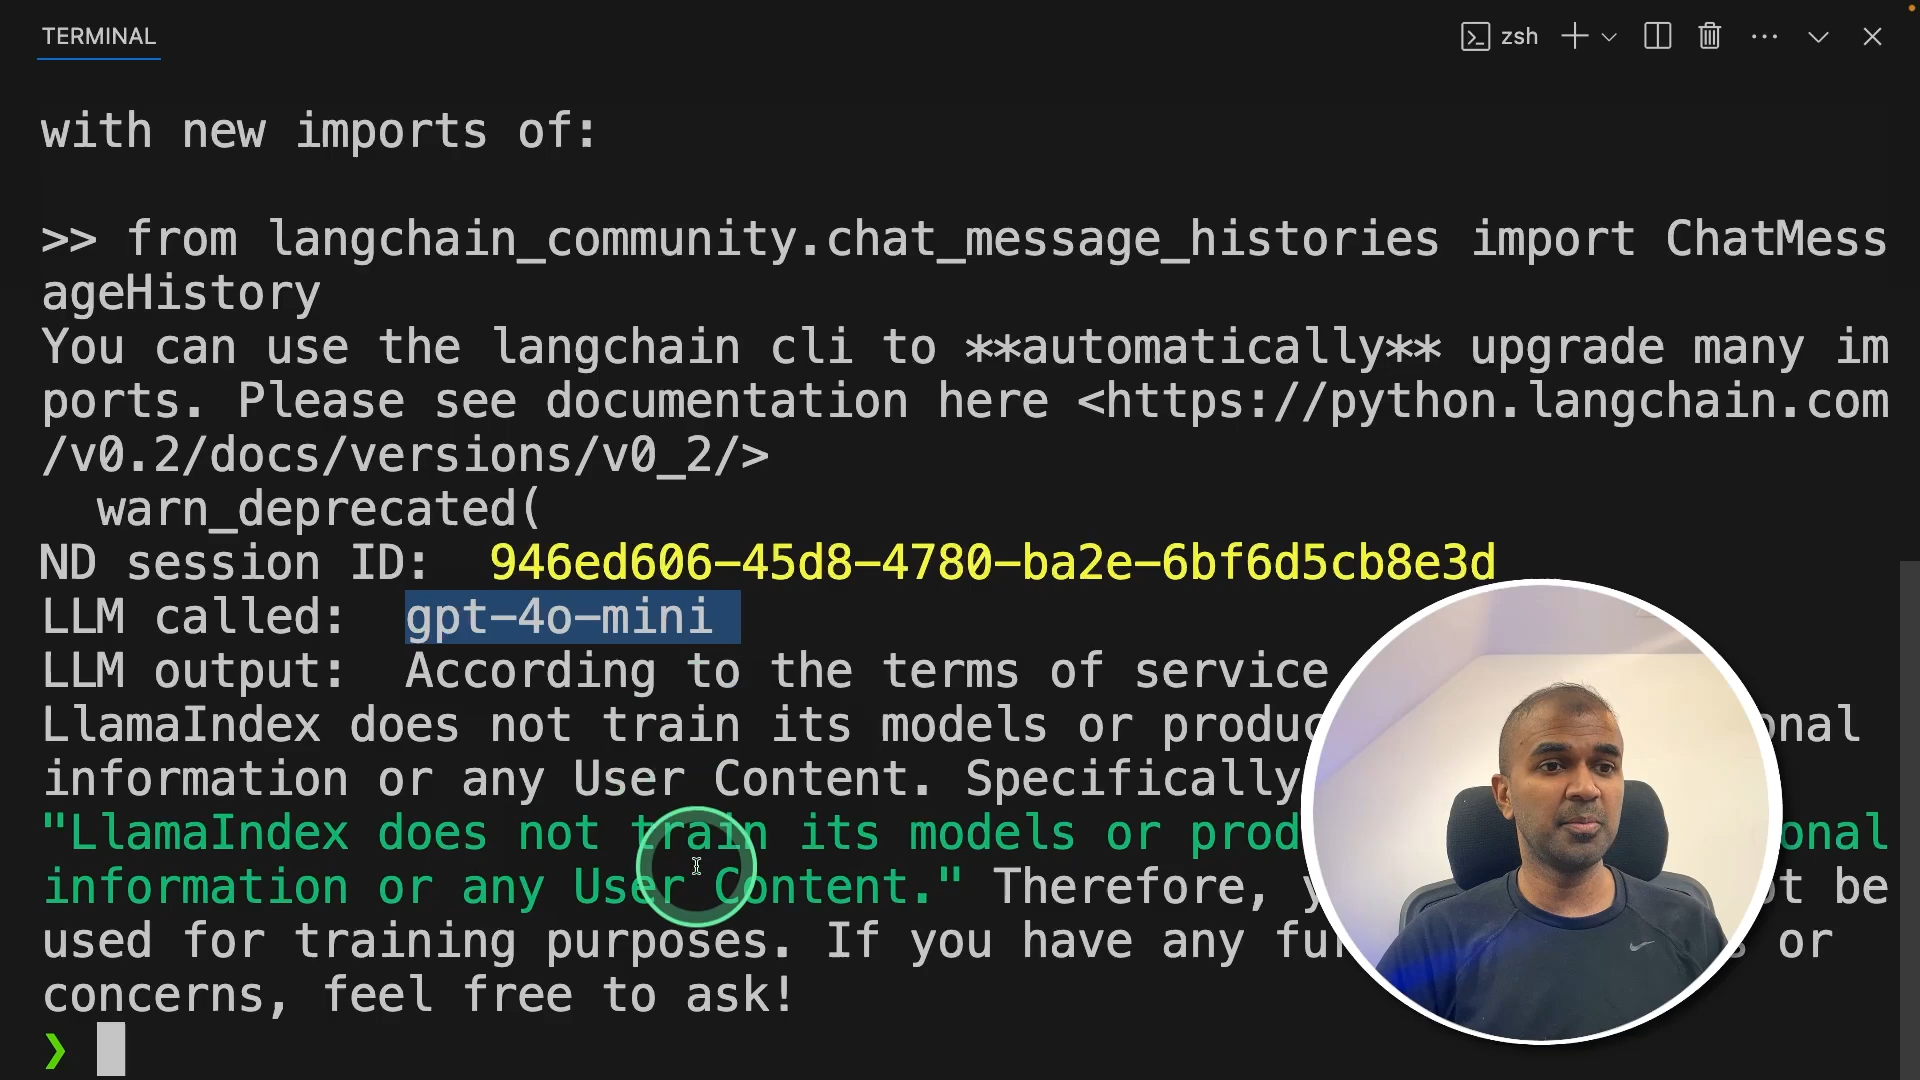 TERMINAL
zsh
with new imports of:
>> from langchain_community.chat_message_histories import ChatMess
ageHistory
You can use the langchain cli to **automatically** upgrade many im
ports. Please see documentation here <https://python.langchain.com
/v0.2/docs/versions/v0_2/>
warn_deprecated(
ND session ID: 946ed606-45d8-4780-ba2e-6bf6d5cb8e3d
LLM called: gpt-4o-mini
LLM output: According to the terms of service
LlamaIndex does not train its models or
information or any User Content. Specifically
"LlamaIndex does not train its models or
information or any User Content." Therefore, be
used for training purposes. If you have any or
concerns, feel free to ask!
❯